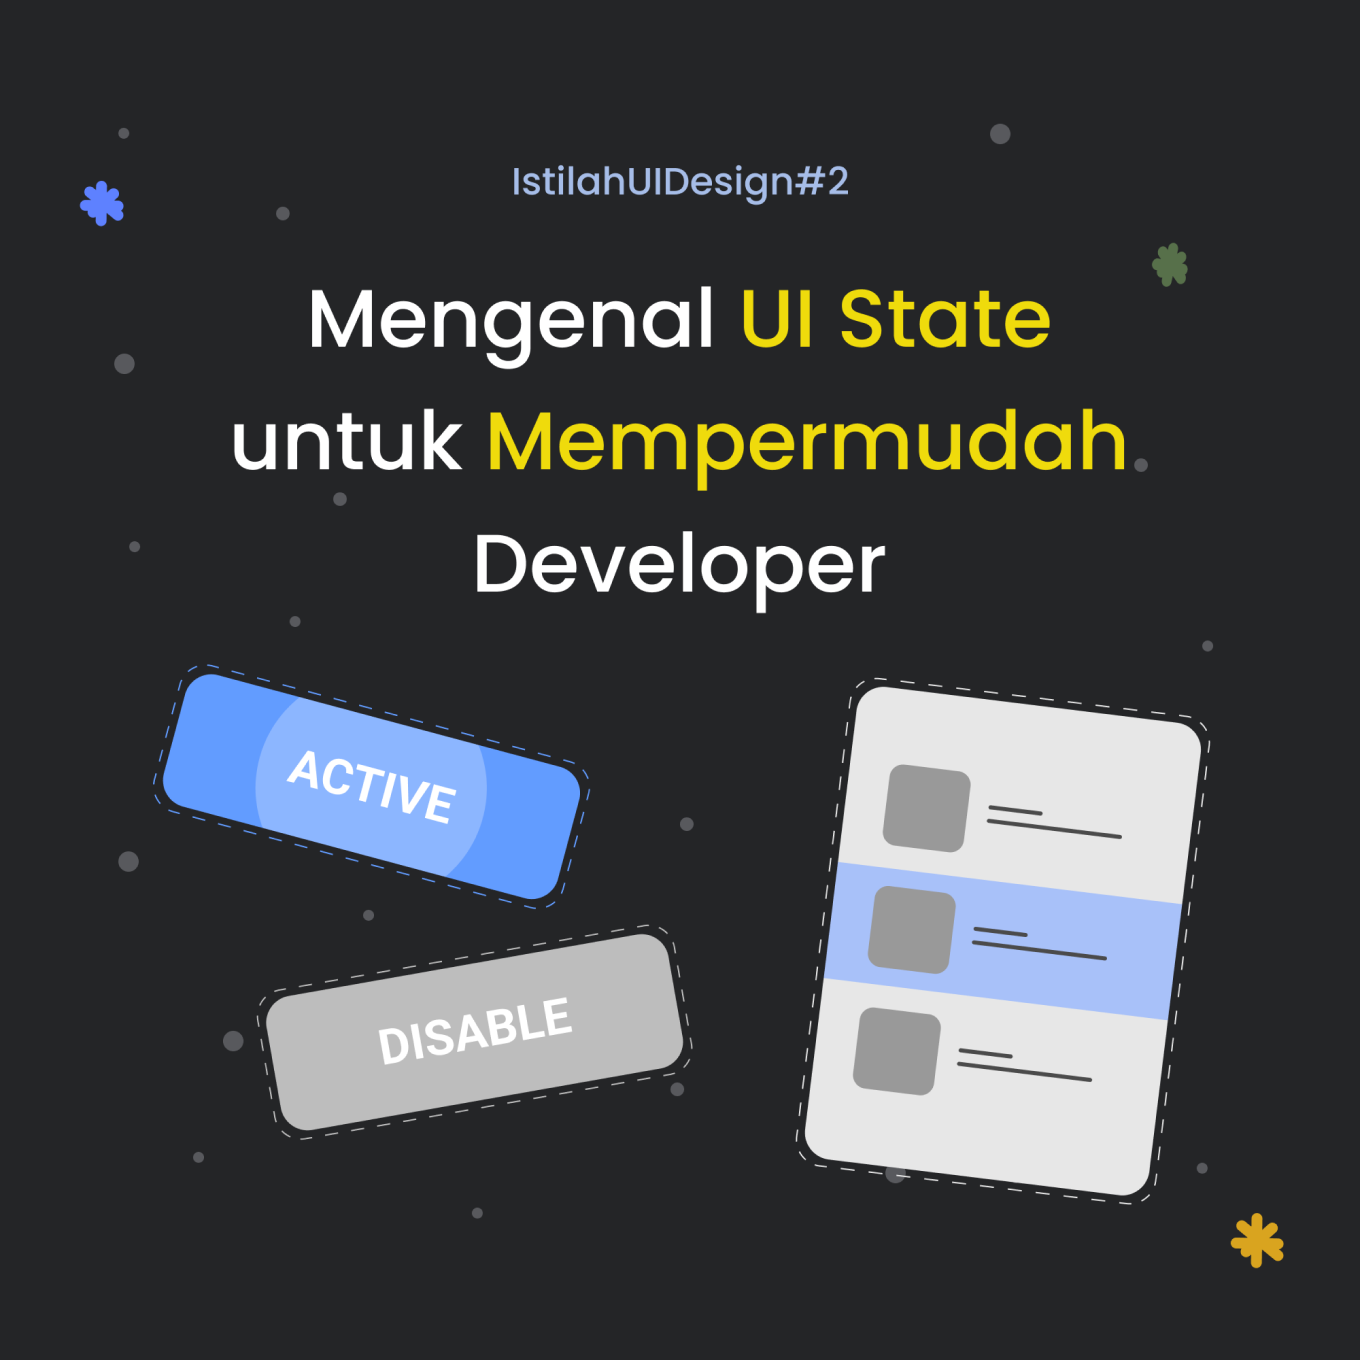 IstilahUIDesign#2
Mengenal UI State
untuk Mempermudah
Developer
ACTIVE
DISABLE